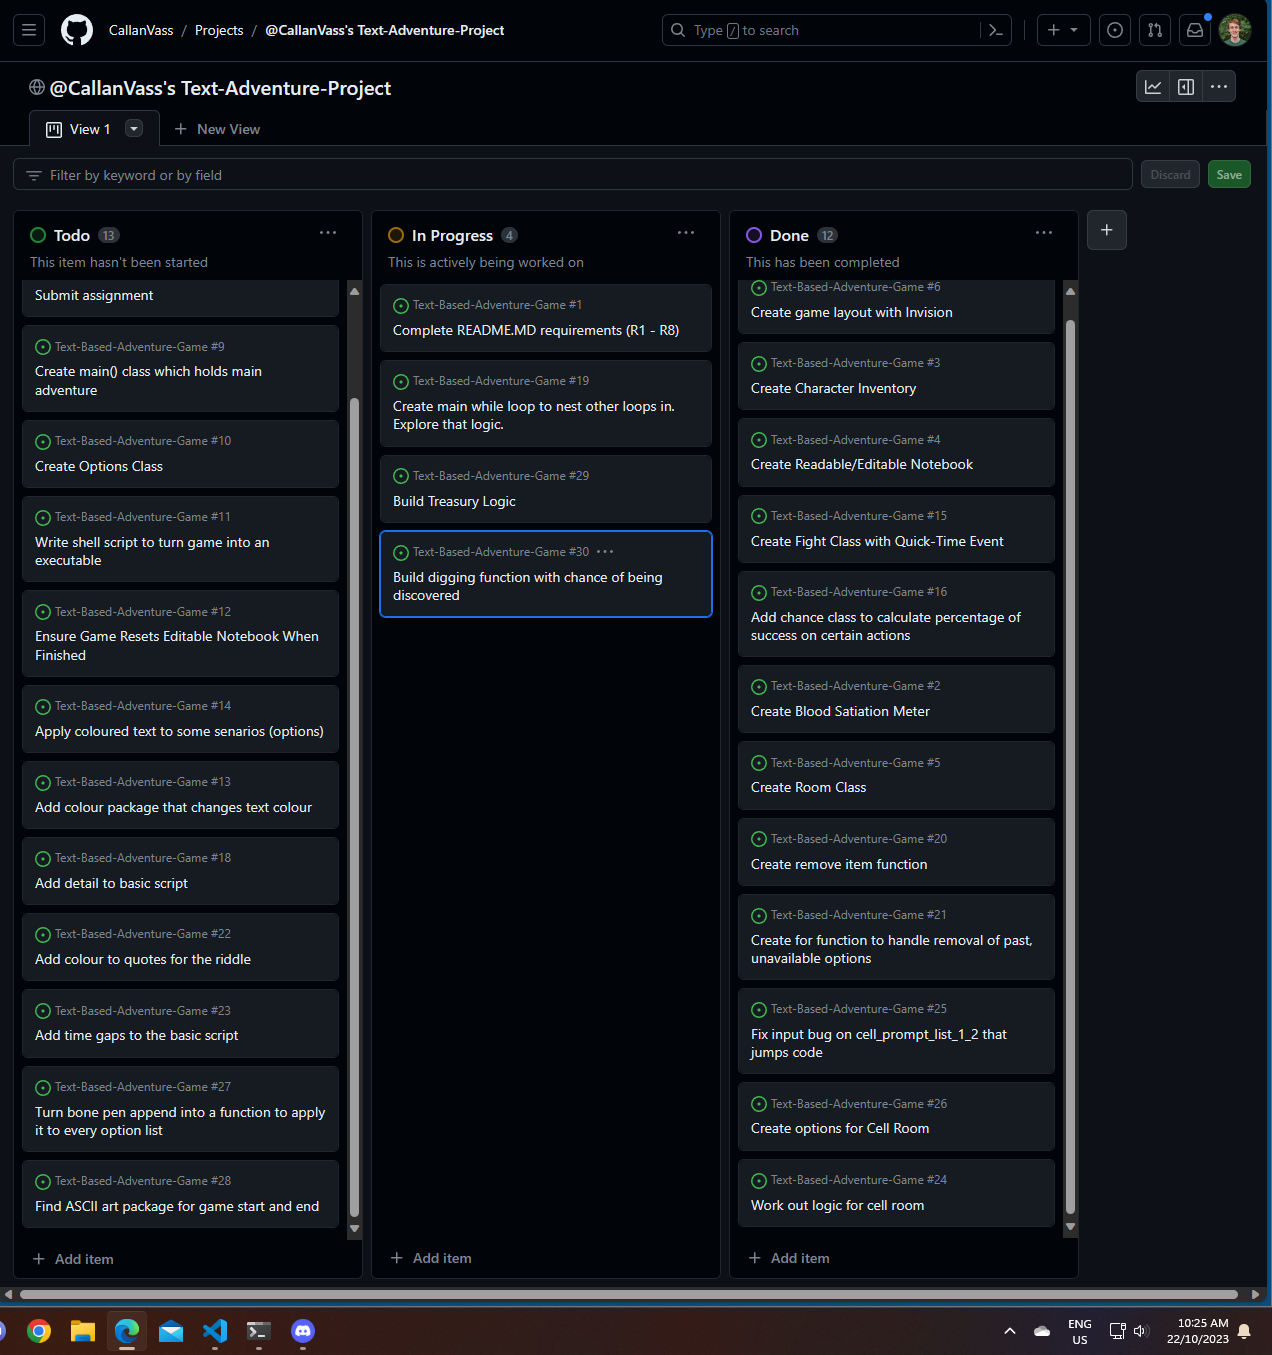 CallanVass / Projects / @CallanVass's Text-Adventure-Project
Type / to search
@CallanVass's Text-Adventure-Project
View 1
New View
Filter by keyword or by field
Discard
Save
Todo 13
This item hasn't been started
Submit assignment
Text-Based-Adventure-Game #9
Create main() class which holds main
adventure
Text-Based-Adventure-Game #10
Create Options Class
Text-Based-Adventure-Game #11
Write shell script to turn game into an
executable
Text-Based-Adventure-Game #12
Ensure Game Resets Editable Notebook When
Finished
Text-Based-Adventure-Game #14
Apply coloured text to some senarios (options)
Text-Based-Adventure-Game #13
Add colour package that changes text colour
Text-Based-Adventure-Game #18
Add detail to basic script
Text-Based-Adventure-Game #22
Add colour to quotes for the riddle
Text-Based-Adventure-Game #23
Add time gaps to the basic script
Text-Based-Adventure-Game #27
Turn bone pen append into a function to apply
it to every option list
Text-Based-Adventure-Game #28
Find ASCII art package for game start and end
Add item
In Progress 4
This is actively being worked on
Text-Based-Adventure-Game #1
Complete README.MD requirements (R1 - R8)
Text-Based-Adventure-Game #19
Create main while loop to nest other loops in.
Explore that logic.
Text-Based-Adventure-Game #29
Build Treasury Logic
Text-Based-Adventure-Game #30
Build digging function with chance of being
discovered
Add item
Done 12
This has been completed
Text-Based-Adventure-Game #6
Create game layout with Invision
Text-Based-Adventure-Game #3
Create Character Inventory
Text-Based-Adventure-Game #4
Create Readable/Editable Notebook
Text-Based-Adventure-Game #15
Create Fight Class with Quick-Time Event
Text-Based-Adventure-Game #16
Add chance class to calculate percentage of
success on certain actions
Text-Based-Adventure-Game #2
Create Blood Satiation Meter
Text-Based-Adventure-Game #5
Create Room Class
Text-Based-Adventure-Game #20
Create remove item function
Text-Based-Adventure-Game #21
Create for function to handle removal of past,
unavailable options
Text-Based-Adventure-Game #25
Fix input bug on cell_prompt_list_1_2 that
jumps code
Text-Based-Adventure-Game #26
Create options for Cell Room
Text-Based-Adventure-Game #24
Work out logic for cell room
Add item
ENG
US
10:25 AM
22/10/2023